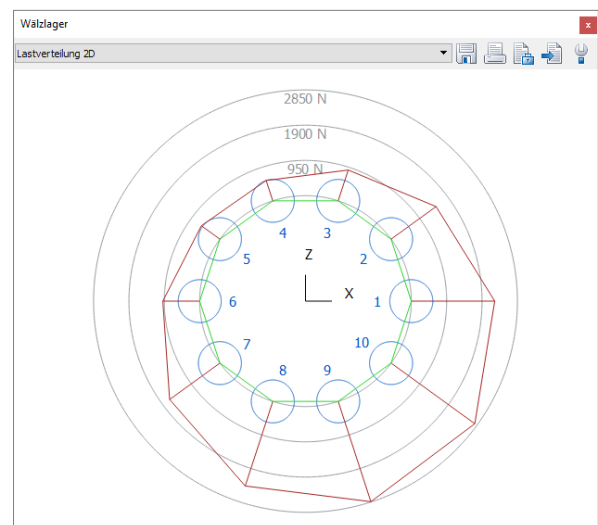 Wälzlager
x
Lastverteilung 2D
2850 N
1900 N
950 N
4 3
5 Z 2
6 X 1
7 10
8 9